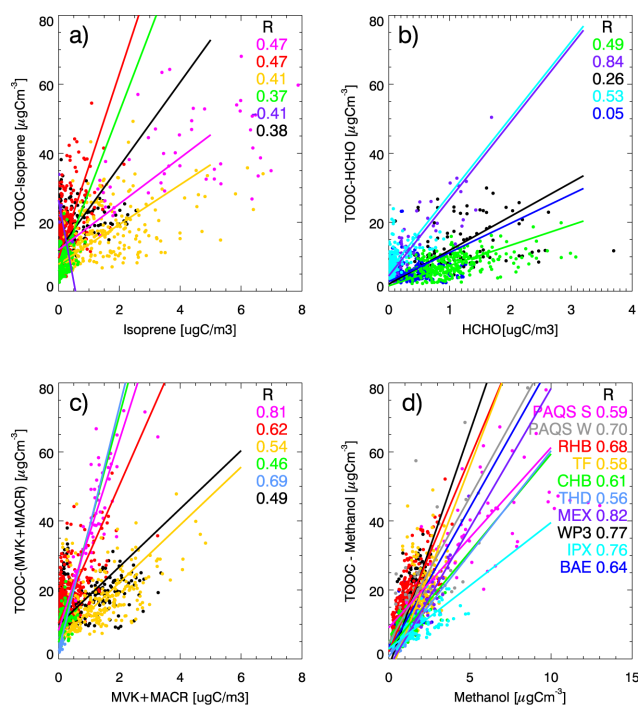 a)
R
0.47
0.47
0.41
0.37
0.41
0.38
80
60
40
20
0
TOOC-Isoprene [µgCm⁻³]
0 2 4 6 8
Isoprene [ugC/m3]
b)
R
0.49
0.84
0.26
0.53
0.05
80
60
40
20
0
TOOC-HCHO [µgCm⁻³]
0 1 2 3 4
HCHO[ugC/m3]
c)
R
0.81
0.62
0.54
0.46
0.69
0.49
80
60
40
20
0
TOOC-(MVK+MACR) [µgCm⁻³]
0 2 4 6 8
MVK+MACR [ugC/m3]
d)
R
PAQS S 0.59
PAQS W 0.70
RHB 0.68
TF 0.58
CHB 0.61
THD 0.56
MEX 0.82
WP3 0.77
IPX 0.76
BAE 0.64
80
60
40
20
0
TOOC - Methanol [µgCm⁻³]
0 5 10 15
Methanol [µgCm⁻³]